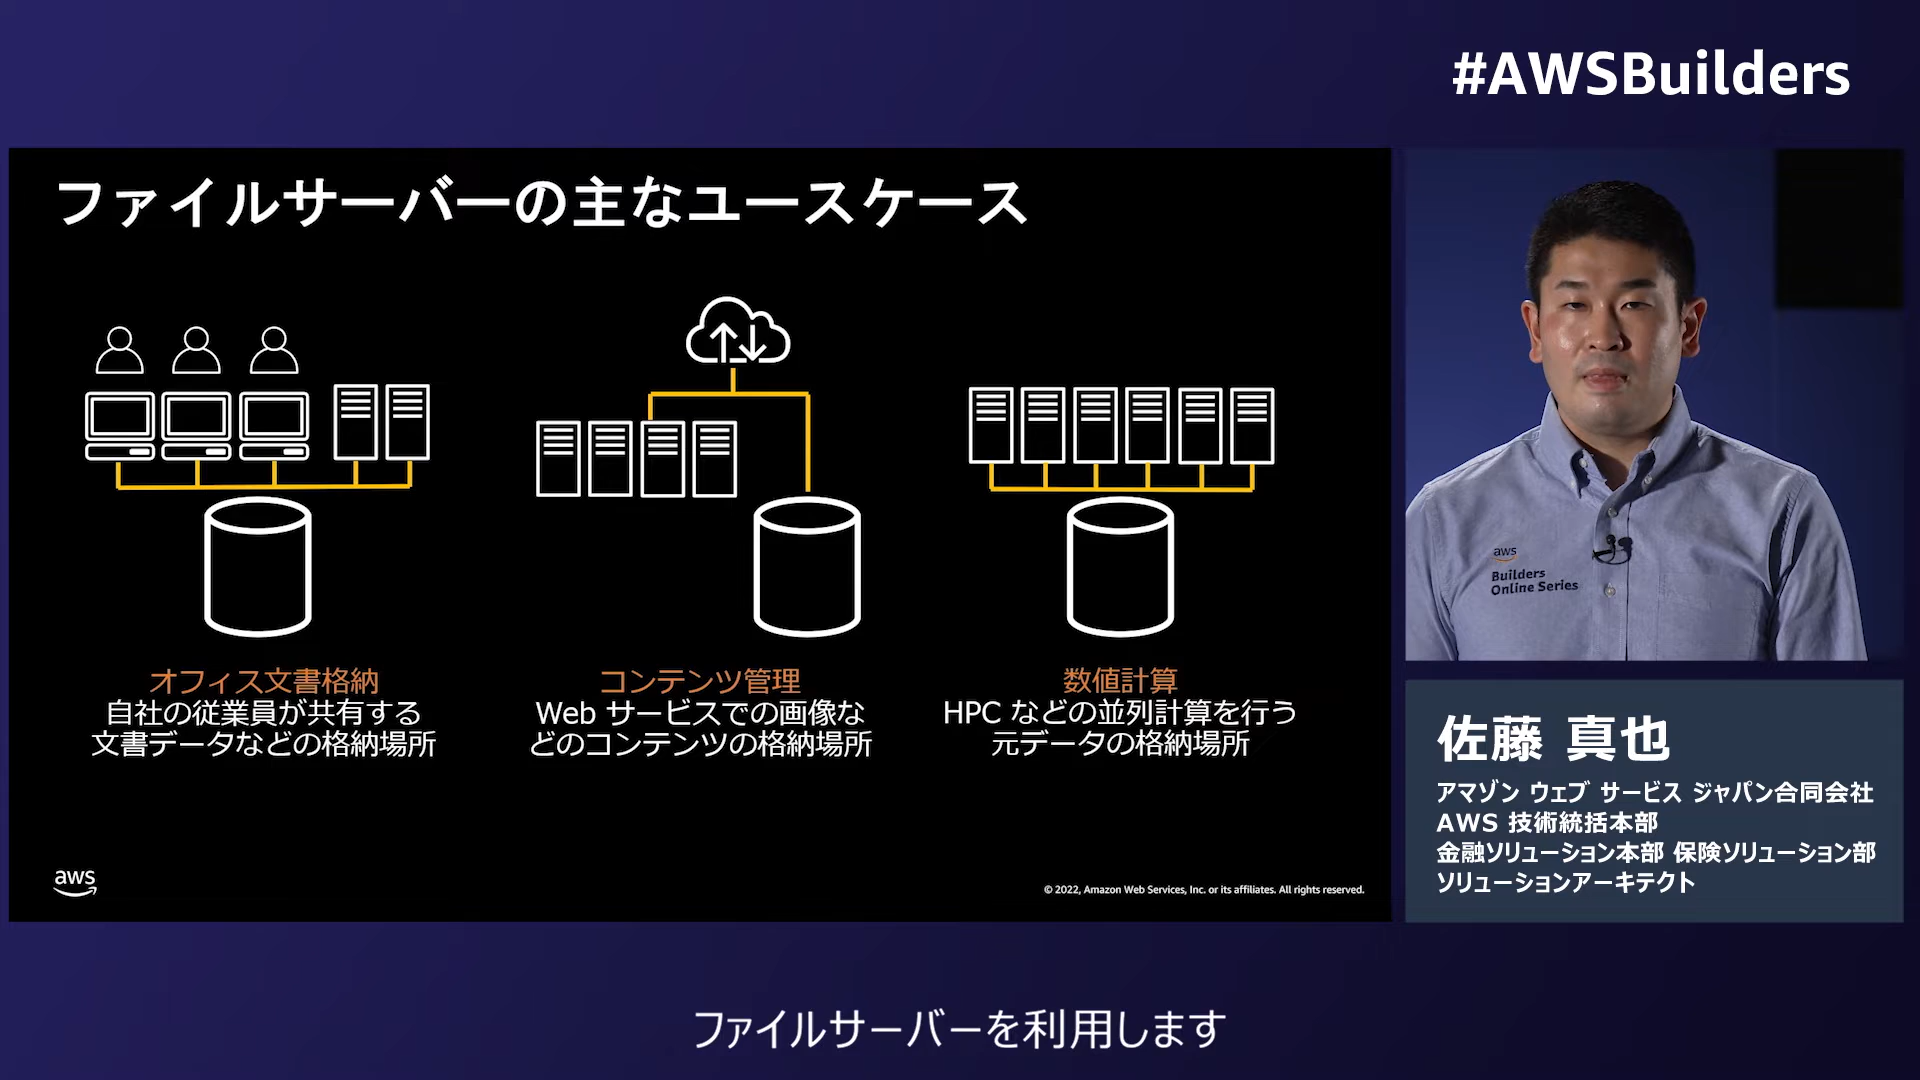 #AWSBuilders
ファイルサーバーの主なユースケース
オフィス文書格納
自社の従業員が共有する
文書データなどの格納場所
コンテンツ管理
Web サービスでの画像な
どのコンテンツの格納場所
数値計算
HPC などの並列計算を行う
元データの格納場所
aws
© 2022, Amazon Web Services, Inc. or its affiliates. All rights reserved.
aws
Builders
Online Series
佐藤 真也
アマゾン ウェブ サービス ジャパン合同会社
AWS 技術統括本部
金融ソリューション本部 保険ソリューション部
ソリューションアーキテクト
ファイルサーバーを利用します